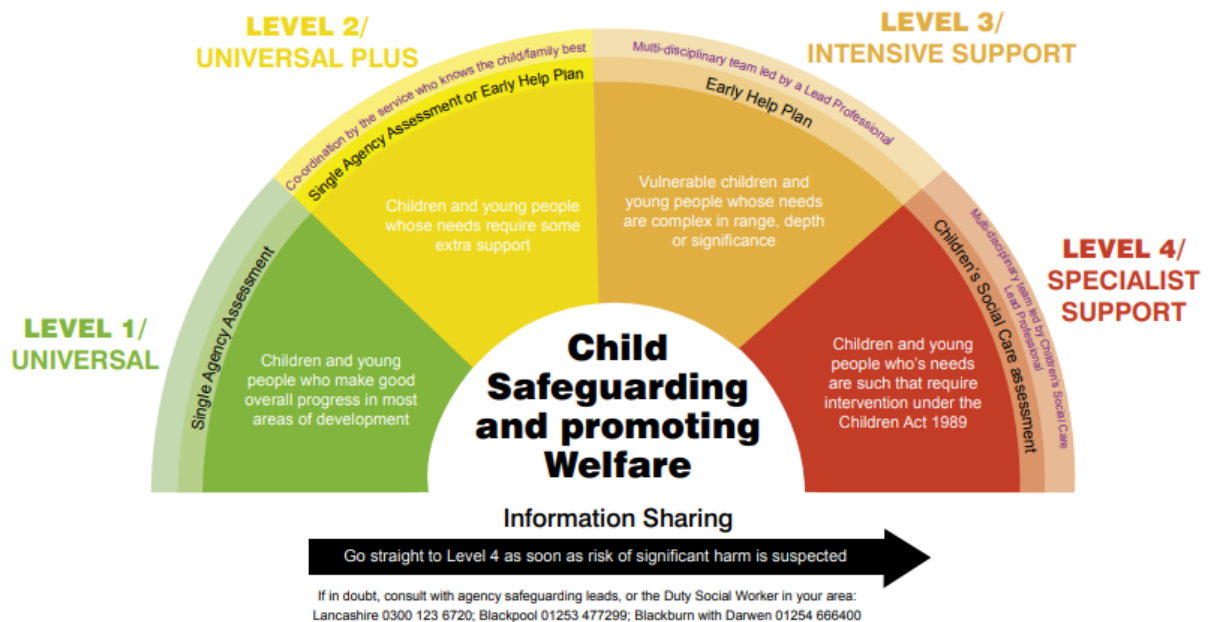 LEVEL 1/
UNIVERSAL
Single Agency Assessment
Children and young
people who make good
overall progress in most
areas of development
LEVEL 2/
UNIVERSAL PLUS
Co-ordination by the service who knows the child/family best
Single Agency Assessment or Early Help Plan
Children and young people
whose needs require some
extra support
LEVEL 3/
INTENSIVE SUPPORT
Multi-disciplinary team led by a Lead Professional
Early Help Plan
Vulnerable children and
young people whose needs
are complex in range, depth
or significance
LEVEL 4/
SPECIALIST
SUPPORT
Multi-disciplinary team led by Children's Social Care
Lead Professional
Children's Social Care assessment
Children and young
people who's needs
are such that require
intervention under the
Children Act 1989
Child
Safeguarding
and promoting
Welfare
Information Sharing
Go straight to Level 4 as soon as risk of significant harm is suspected
If in doubt, consult with agency safeguarding leads, or the Duty Social Worker in your area:
Lancashire 0300 123 6720; Blackpool 01253 477299; Blackburn with Darwen 01254 666400